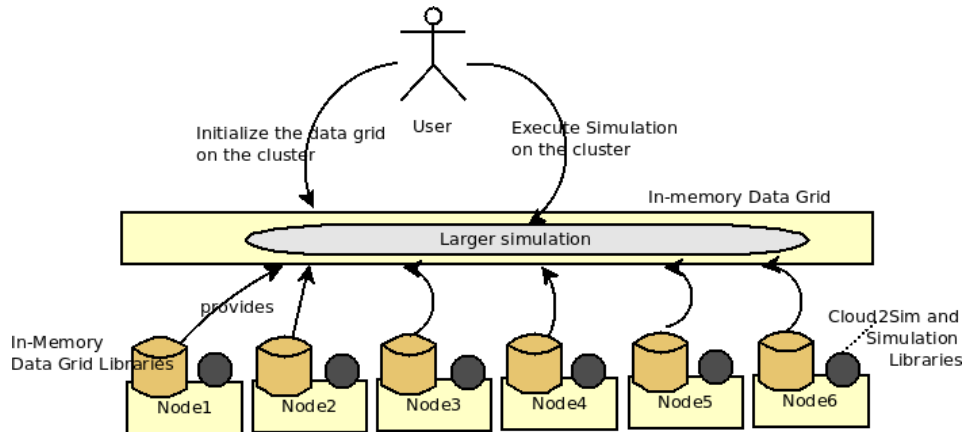 User
Initialize the data grid
on the cluster
Execute Simulation
on the cluster
In-memory Data Grid
Larger simulation
provides
In-Memory
Data Grid Libraries
Cloud2Sim and
Simulation
Libraries
Node1
Node2
Node3
Node4
Node5
Node6